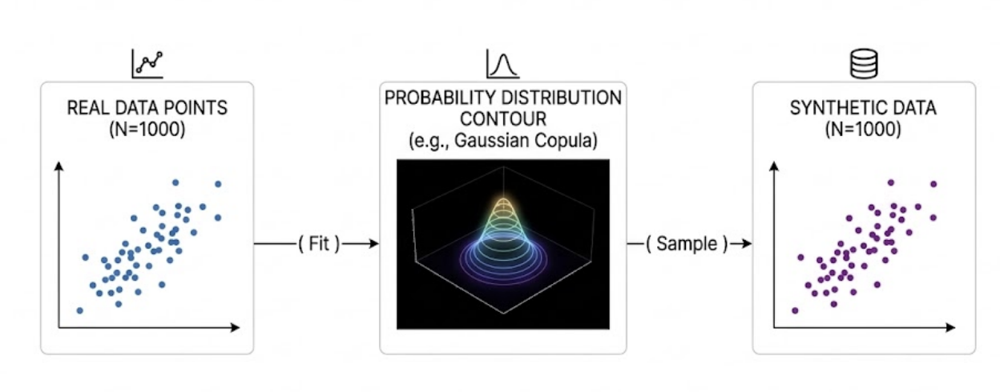 REAL DATA POINTS
(N=1000)
( Fit )
PROBABILITY DISTRIBUTION
CONTOUR
(e.g., Gaussian Copula)
( Sample )
SYNTHETIC DATA
(N=1000)